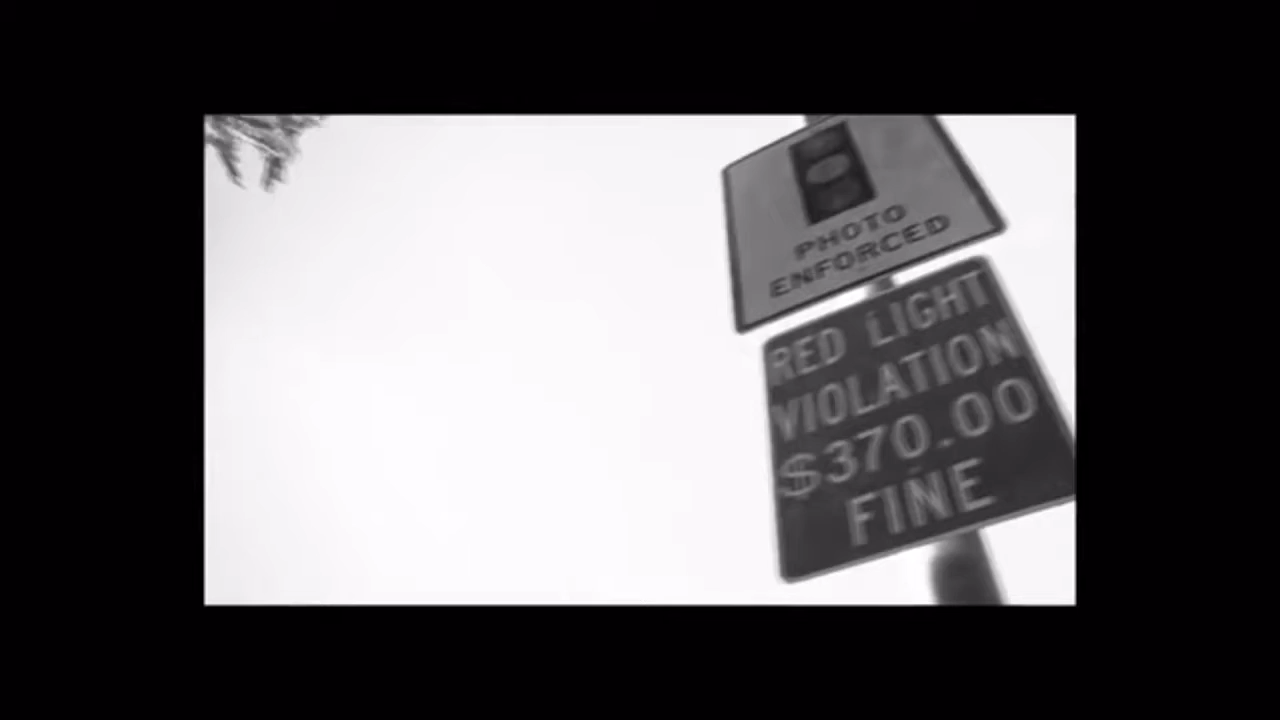 PHOTO
ENFORCED
RED LIGHT
VIOLATION
$370.00
FINE